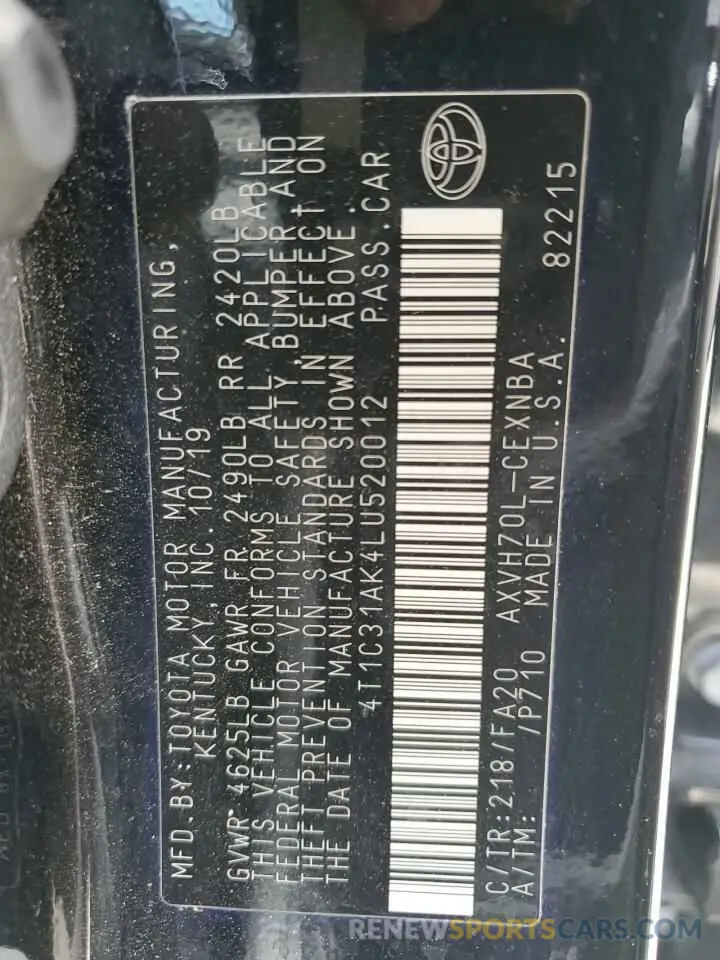 MFD.BY:TOYOTA MOTOR MANUFACTURING,
KENTUCKY, INC. 10/19
GVWR 4625LB GAWR FR 2490LB RR 2420LB
THIS VEHICLE CONFORMS TO ALL APPLICABLE
FEDERAL MOTOR VEHICLE SAFETY, BUMPER, AND
THEFT PREVENTION STANDARDS IN EFFECT ON
THE DATE OF MANUFACTURE SHOWN ABOVE.
4T1C31AK4LU520012 PASS.CAR
C/TR:218/FA20 AXVH70L-CEXNBA
A/TM: /P710 MADE IN U.S.A.
82215
RENEWSPORTSCARS.COM